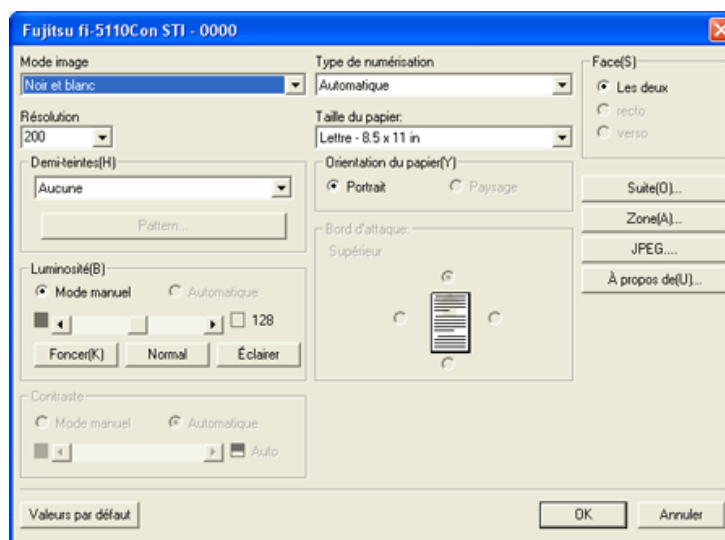 Fujitsu fi-5110Con STI - 0000
Mode image
Noir et blanc
Type de numérisation
Automatique
Face(S)
Les deux
recto
verso
Résolution
200
Taille du papier:
Lettre - 8.5 x 11 in
Demi-teintes(H)
Aucune
Pattern...
Orientation du papier(Y)
Portrait
Paysage
Suite(O)...
Zone(A)...
JPEG....
À propos de(U)...
Bord d'attaque:
Supérieur
Luminosité(B)
Mode manuel
Automatique
128
Foncer(K)
Normal
Éclairer
Contraste
Mode manuel
Automatique
Auto
Valeurs par défaut
OK
Annuler